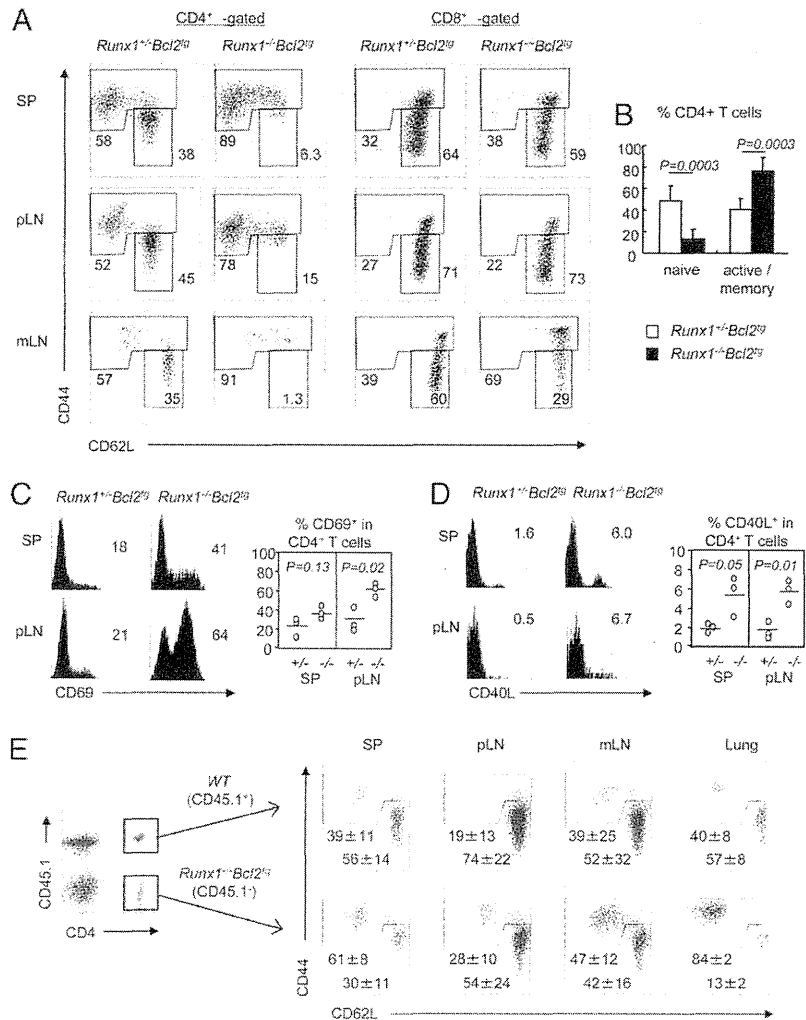 A
CD4+ -gated
CD8+ -gated
Runx1+/-Bcl2tg Runx1-/-Bcl2tg Runx1+/-Bcl2tg Runx1-/-Bcl2tg
SP
58 38 89 6.3 32 64 38 59
pLN
52 45 78 15 27 71 22 73
mLN
57 35 91 1.3 39 60 69 29
CD44
CD62L
B
% CD4+ T cells
P=0.0003
P=0.0003
100
80
60
40
20
0
naive
active / memory
Runx1+/-Bcl2tg
Runx1-/-Bcl2tg
C
Runx1+/-Bcl2tg Runx1-/-Bcl2tg
SP
18 41
pLN
21 64
CD69
% CD69+ in
CD4+ T cells
100
80
60
40
20
0
P=0.13 P=0.02
+/- -/- +/- -/-
SP pLN
D
Runx1+/-Bcl2tg Runx1-/-Bcl2tg
SP
1.6 6.0
pLN
0.5 6.7
CD40L
% CD40L+ in
CD4+ T cells
10
8
6
4
2
0
P=0.05 P=0.01
+/- -/- +/- -/-
SP pLN
E
CD45.1
CD4
WT
(CD45.1+)
Runx1-/-Bcl2tg
(CD45.1-)
SP pLN mLN Lung
39±11 19±13 39±25 40±8
56±14 74±22 52±32 57±8
61±8 28±10 47±12 84±2
30±11 54±24 42±16 13±2
CD44
CD62L